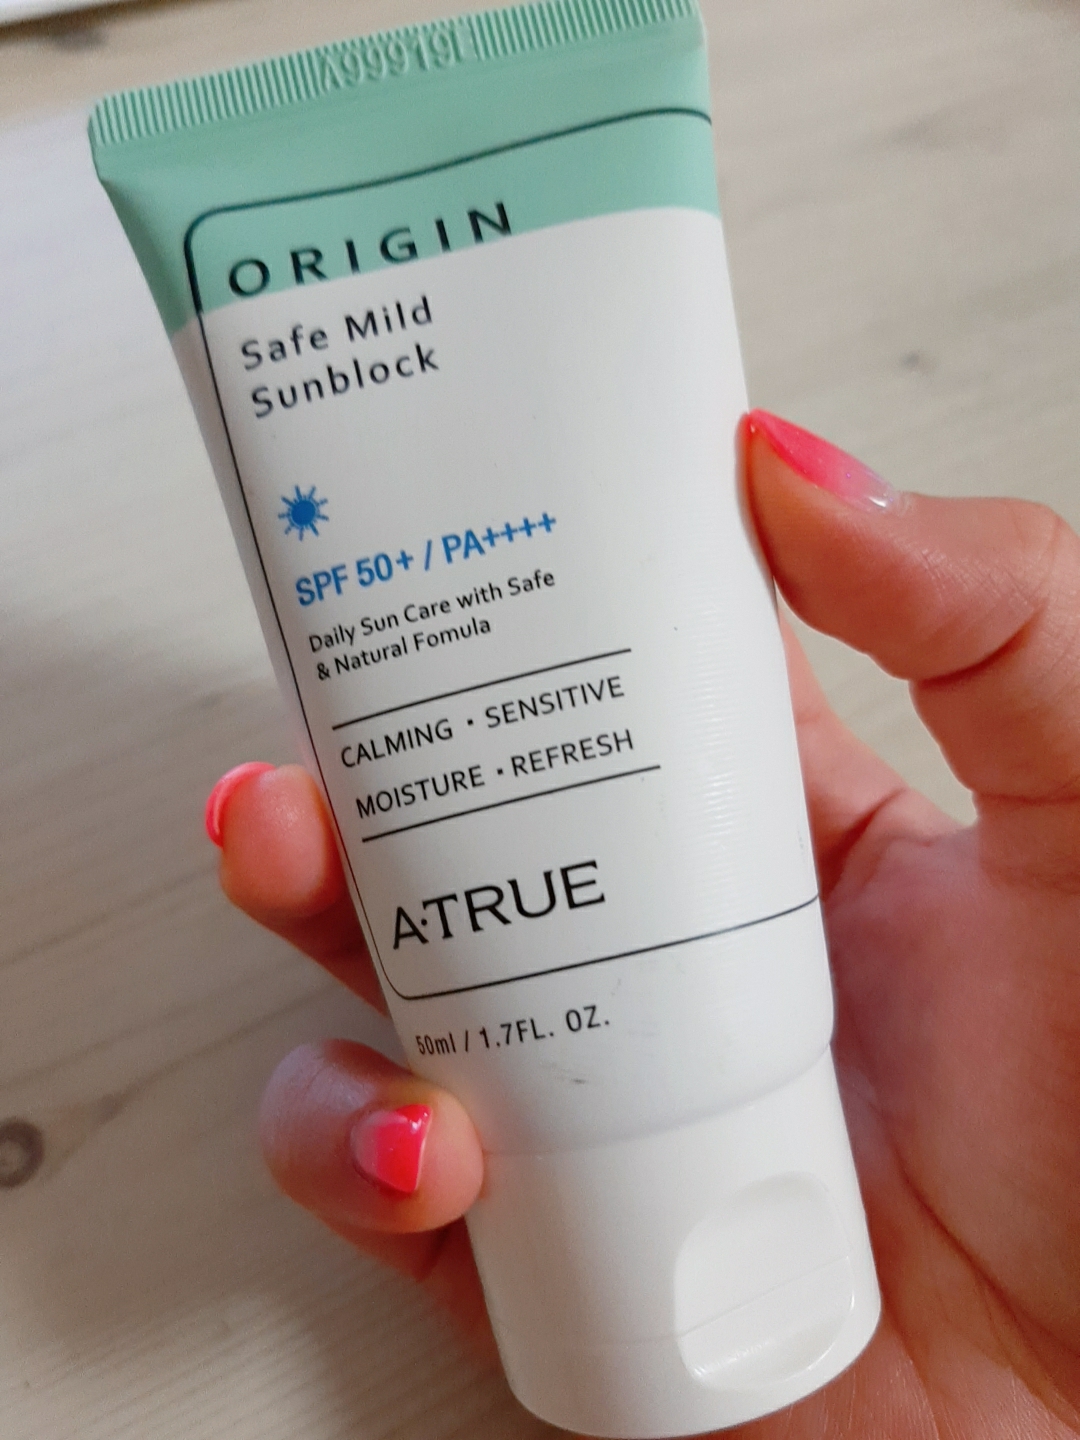 ORIGIN
Safe Mild
Sunblock
SPF 50+ / PA++++
Daily Sun Care with Safe
& Natural Fomula
CALMING · SENSITIVE
MOISTURE · REFRESH
A·TRUE
50ml / 1.7FL. OZ.